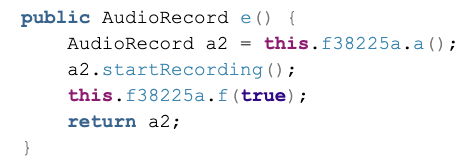 public AudioRecord e() {
    AudioRecord a2 = this.f38225a.a();
    a2.startRecording();
    this.f38225a.f(true);
    return a2;
}